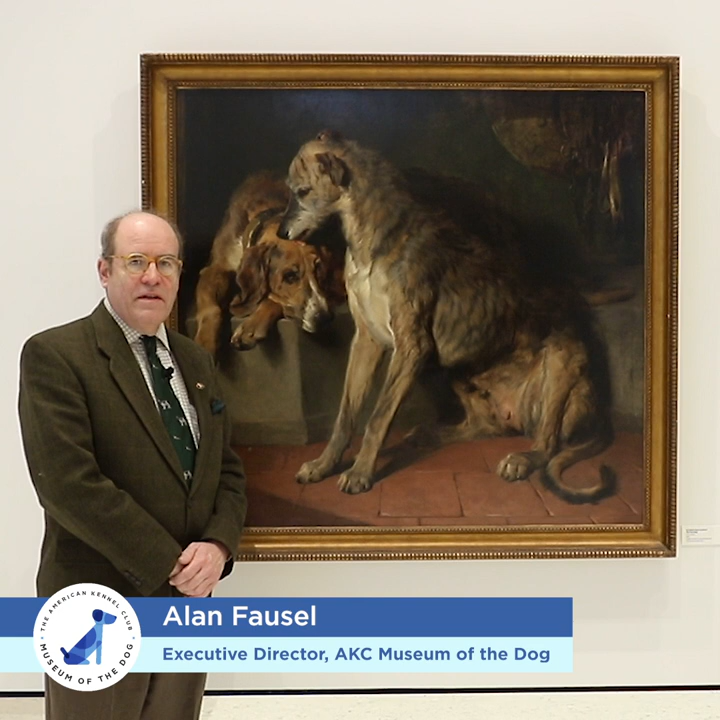 Alan Fausel
Executive Director, AKC Museum of the Dog
THE AMERICAN KENNEL CLUB
MUSEUM OF THE DOG